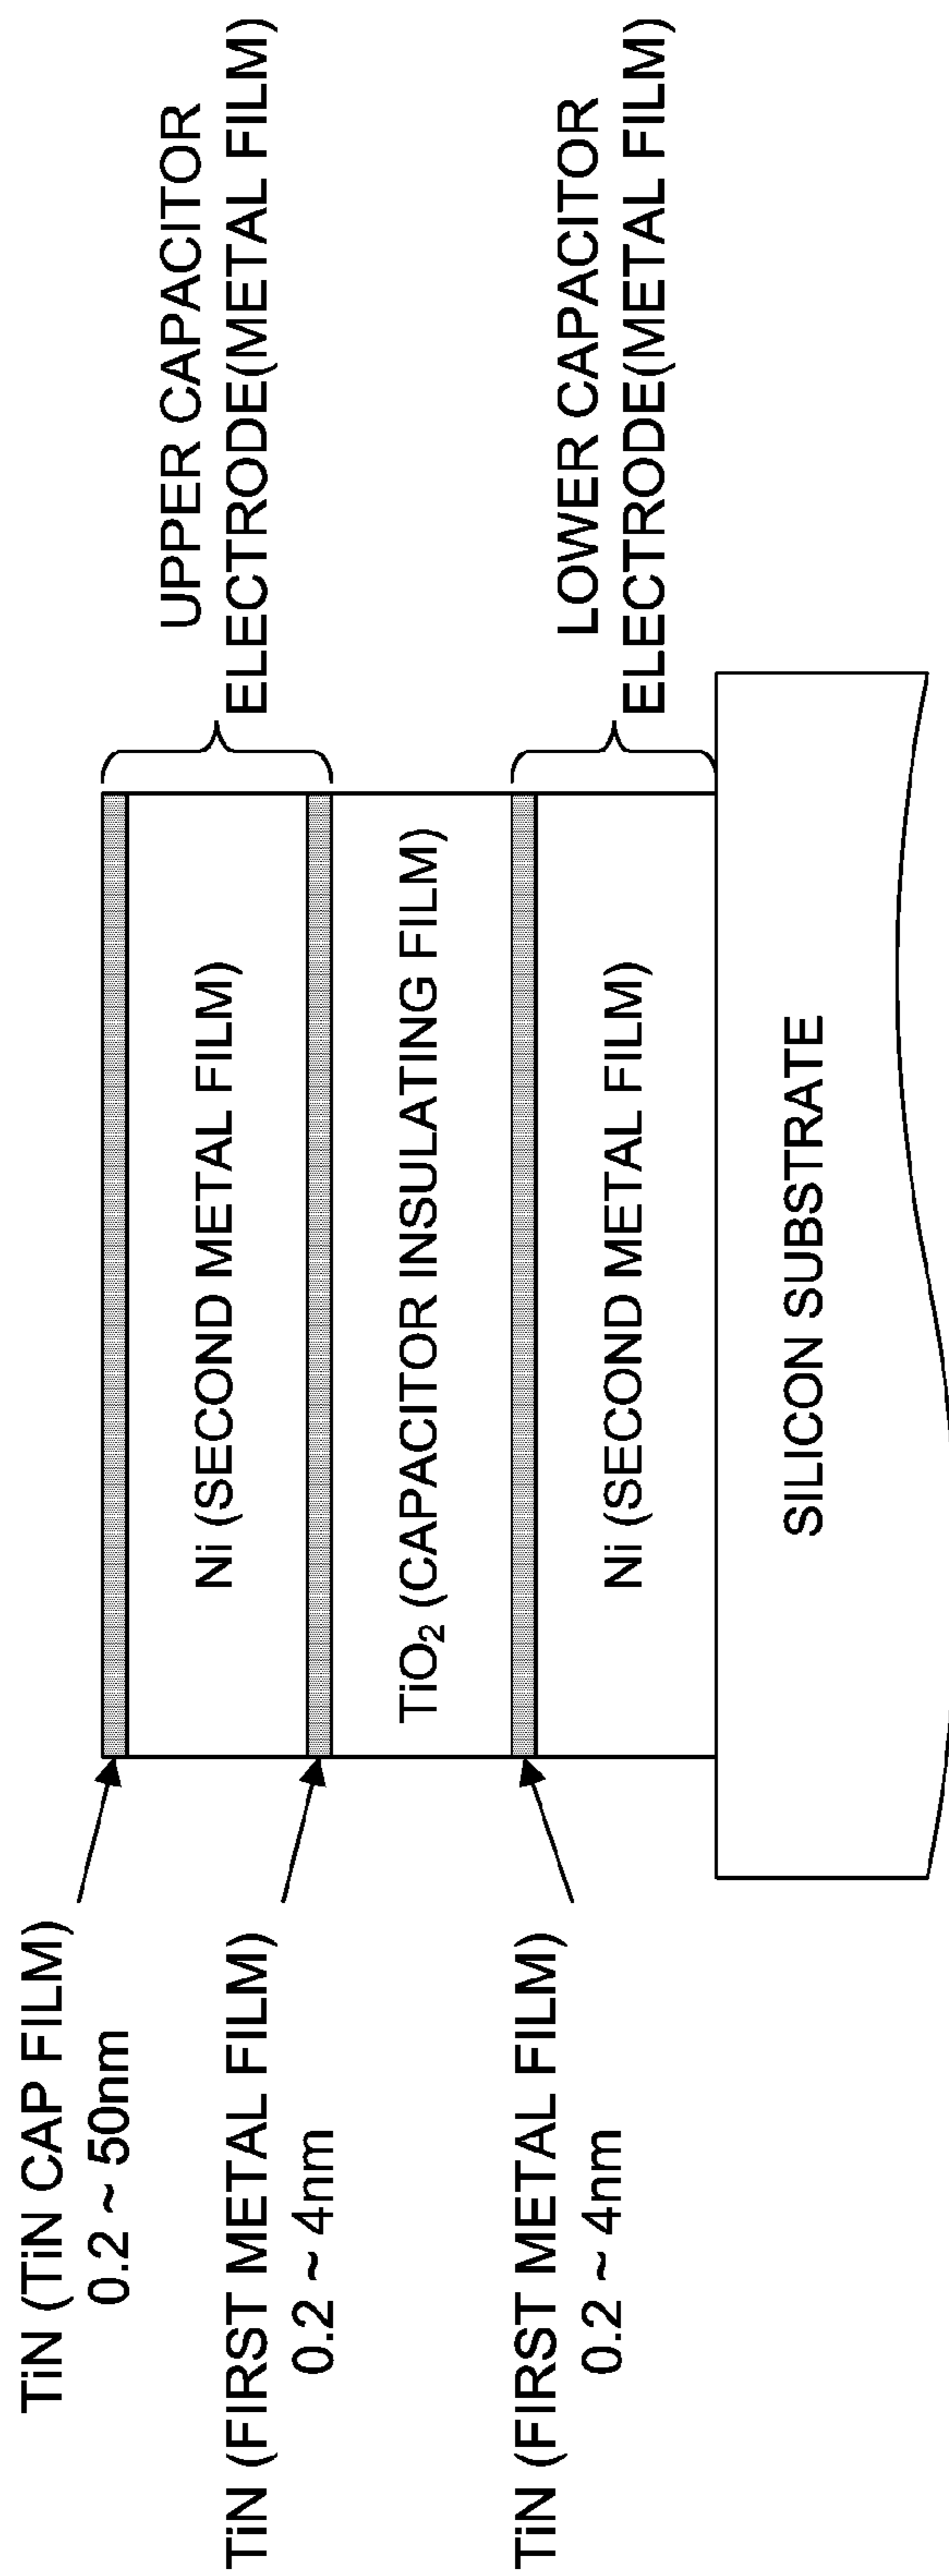 TiN (TiN CAP FILM)
0.2 ~ 50nm
TiN (FIRST METAL FILM)
0.2 ~ 4nm
TiN (FIRST METAL FILM)
0.2 ~ 4nm
Ni (SECOND METAL FILM)
TiO₂ (CAPACITOR INSULATING FILM)
Ni (SECOND METAL FILM)
SILICON SUBSTRATE
UPPER CAPACITOR
ELECTRODE(METAL FILM)
LOWER CAPACITOR
ELECTRODE(METAL FILM)